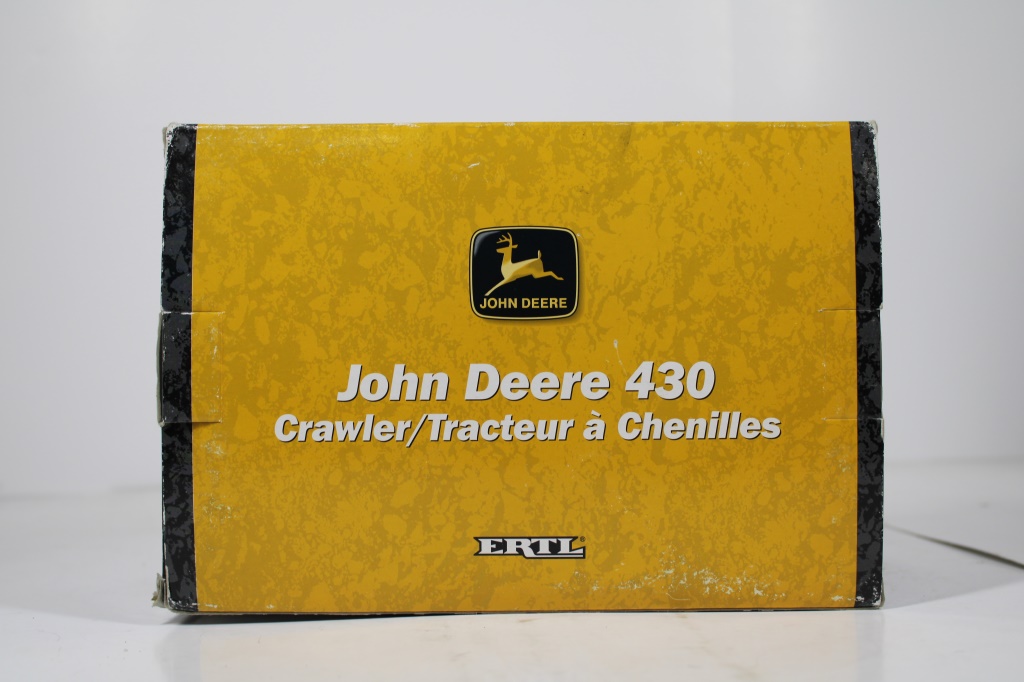 JOHN DEERE
John Deere 430
Crawler/Tracteur à Chenilles
ERTL®